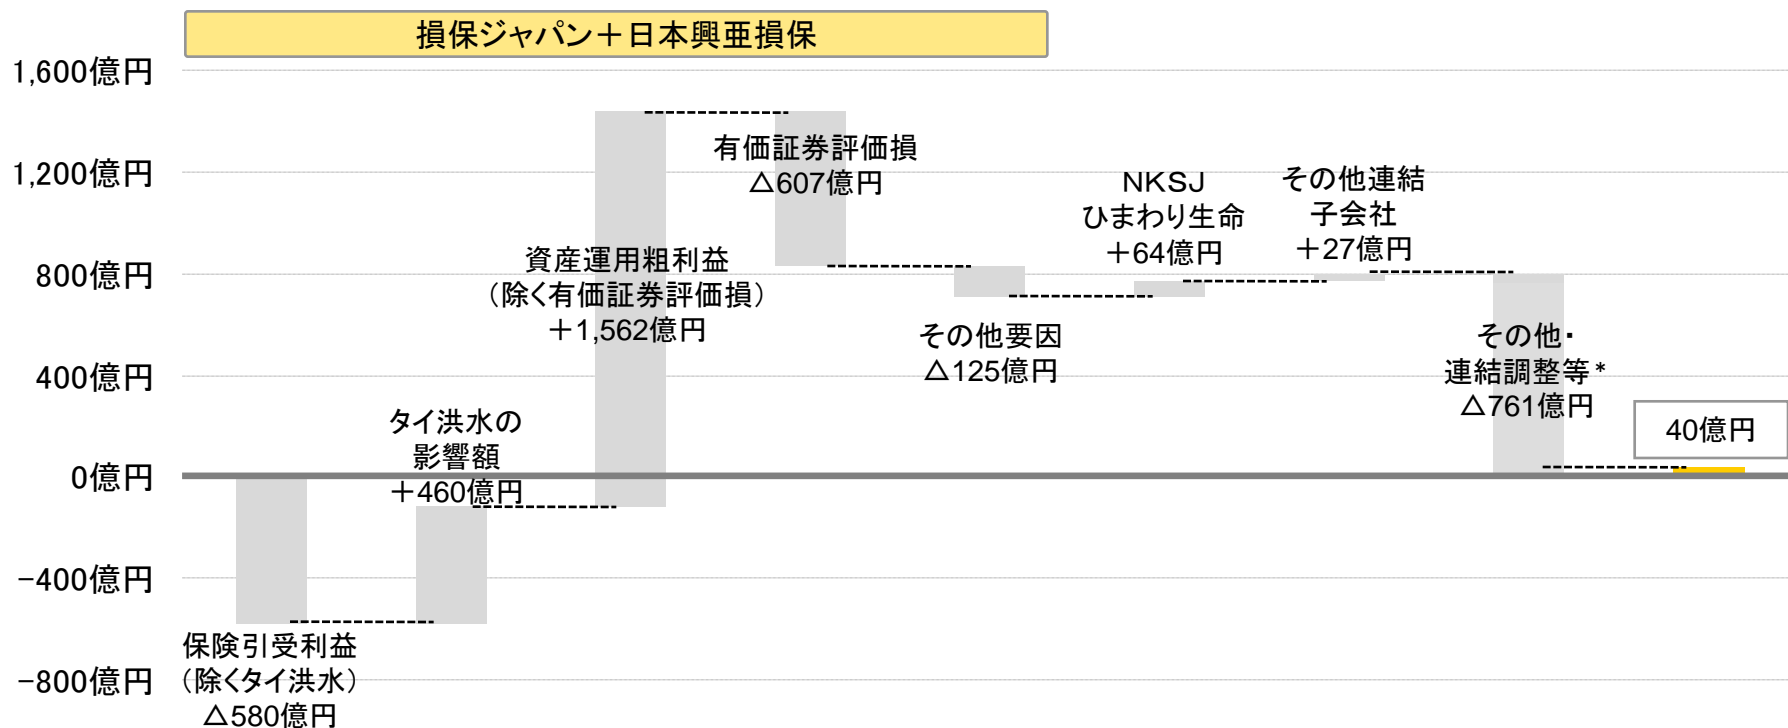 損保ジャパン＋日本興亜損保
1,600億円
1,200億円
800億円
400億円
0億円
−400億円
−800億円
保険引受利益
（除くタイ洪水）
△580億円
タイ洪水の
影響額
＋460億円
資産運用粗利益
（除く有価証券評価損）
＋1,562億円
有価証券評価損
△607億円
その他要因
△125億円
ＮＫＳＪ
ひまわり生命
＋64億円
その他連結
子会社
＋27億円
その他・
連結調整等*
△761億円
40億円